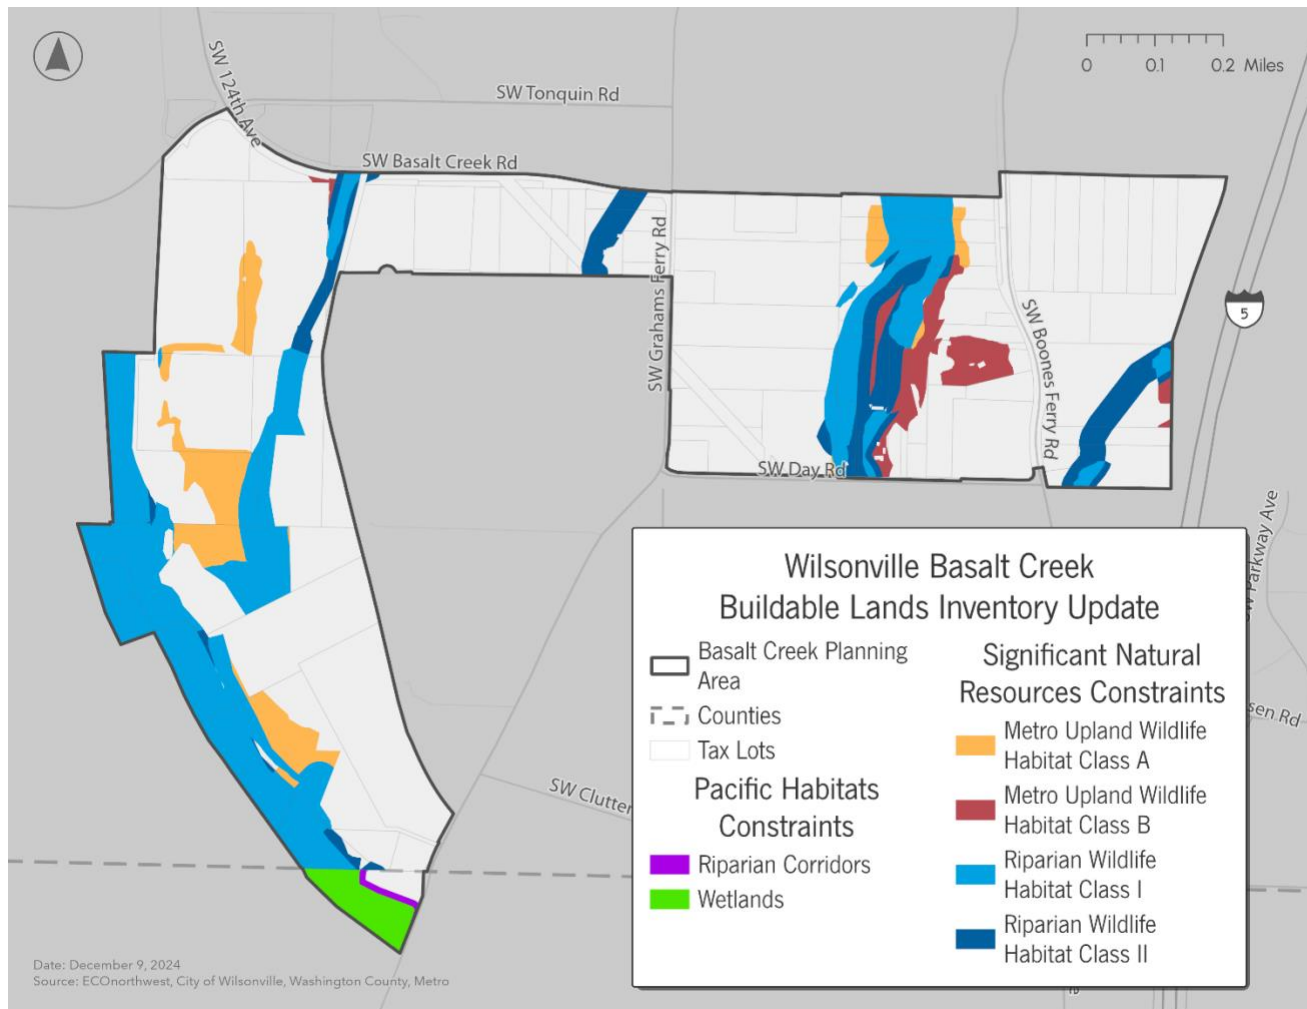 SW 124th Ave
SW Tonquin Rd
0 0.1 0.2 Miles
SW Basalt Creek Rd
SW Grahams Ferry Rd
SW Boones Ferry Rd
5
SW Day Rd
SW Parkway Ave
sen Rd
SW Clutter
Wilsonville Basalt Creek
Buildable Lands Inventory Update
Basalt Creek Planning
Area
Counties
Tax Lots
Pacific Habitats
Constraints
Riparian Corridors
Wetlands
Significant Natural
Resources Constraints
Metro Upland Wildlife
Habitat Class A
Metro Upland Wildlife
Habitat Class B
Riparian Wildlife
Habitat Class I
Riparian Wildlife
Habitat Class II
Date: December 9, 2024
Source: ECOnorthwest, City of Wilsonville, Washington County, Metro